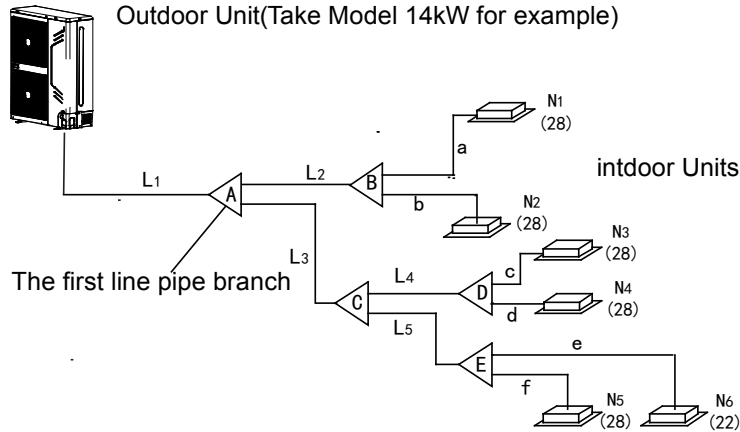 Outdoor Unit(Take Model 14kW for example)
N1
(28)
a
intdoor Units
L1
L2
B
A
b
N2
(28)
N3
(28)
L3
c
The first line pipe branch
L4
D
N4
(28)
C
d
L5
e
E
f
N5
(28)
N6
(22)